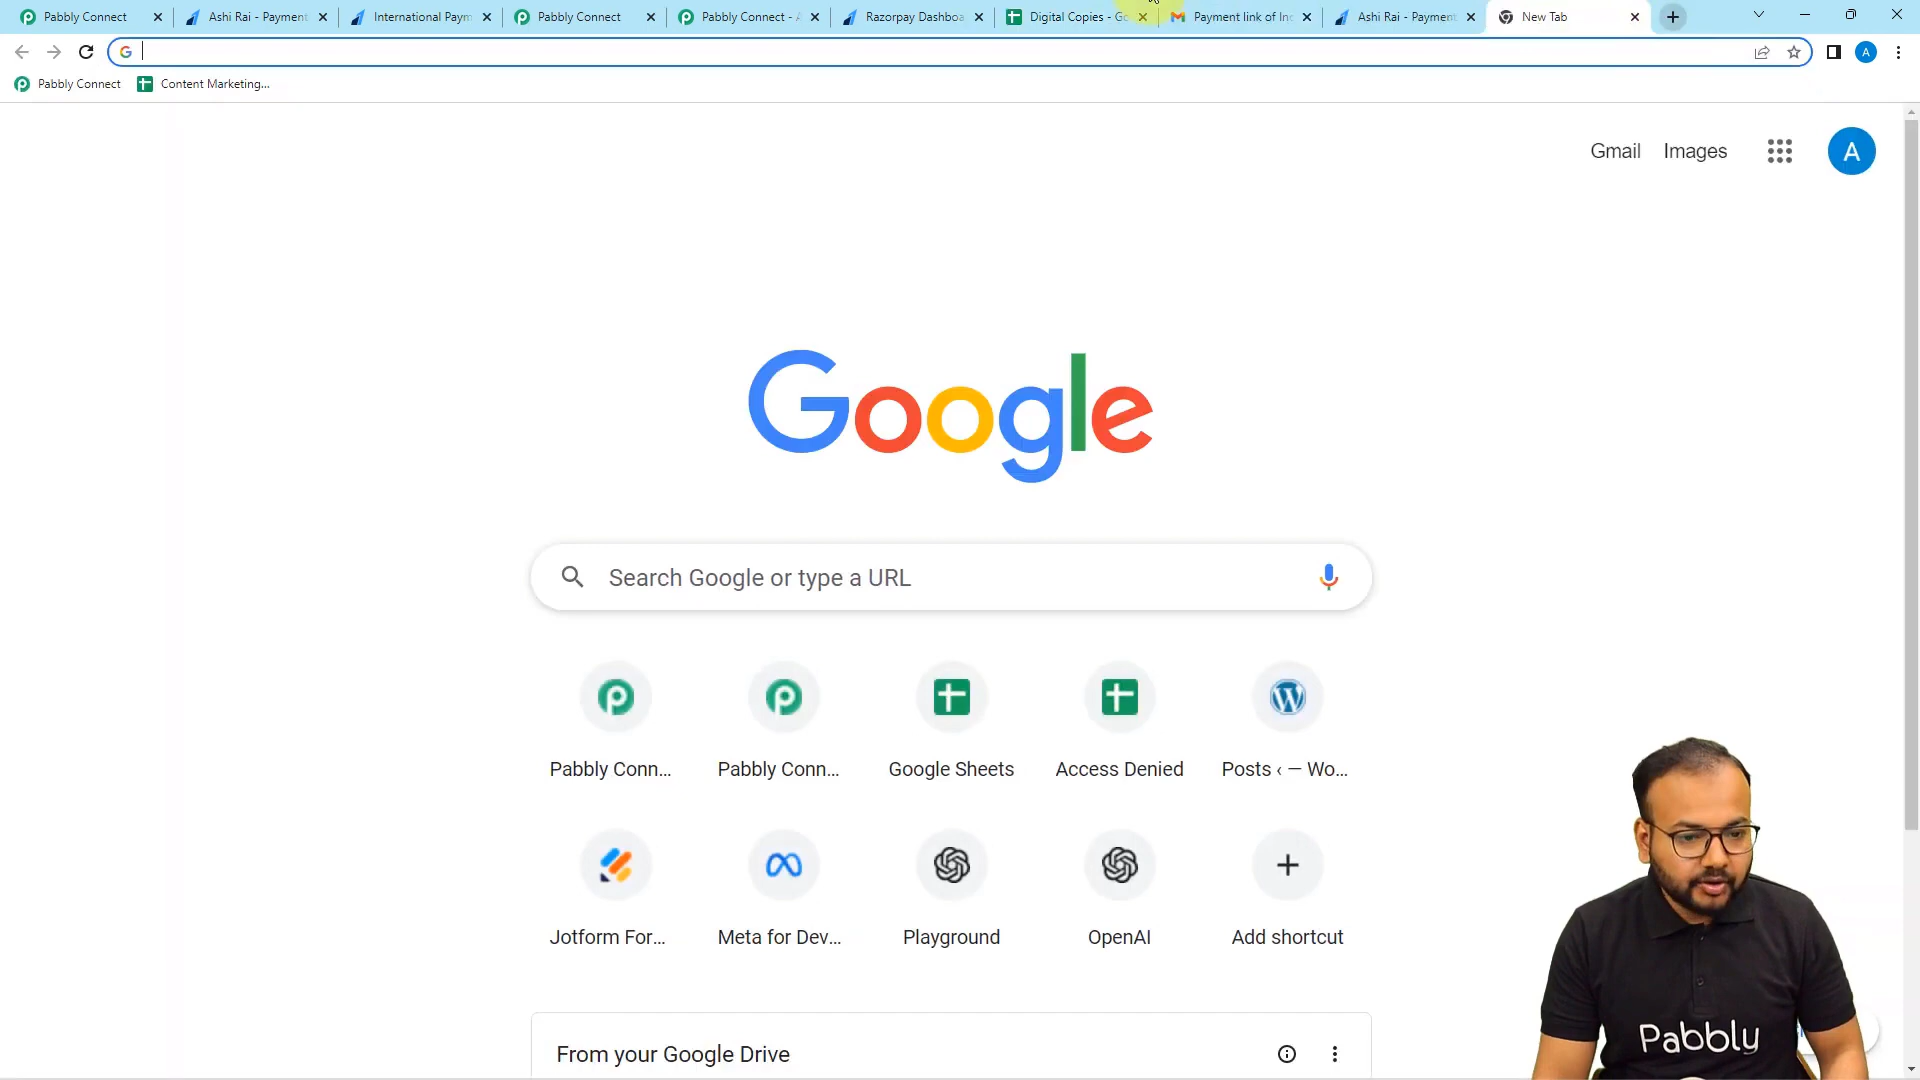 Pabbly Connect
Ashi Rai - Payment
International Paym
Pabbly Connect
Pabbly Connect - A
Razorpay Dashboa
Digital Copies - Go
Payment link of Inc
Ashi Rai - Payment
New Tab
A
Pabbly Connect
Content Marketing...
Gmail
Images
A
Google
Search Google or type a URL
Pabbly Conn...
Pabbly Conn...
Google Sheets
Access Denied
Posts ‹ — Wo...
Jotform For...
Meta for Dev...
Playground
OpenAI
Add shortcut
From your Google Drive
Pabbly